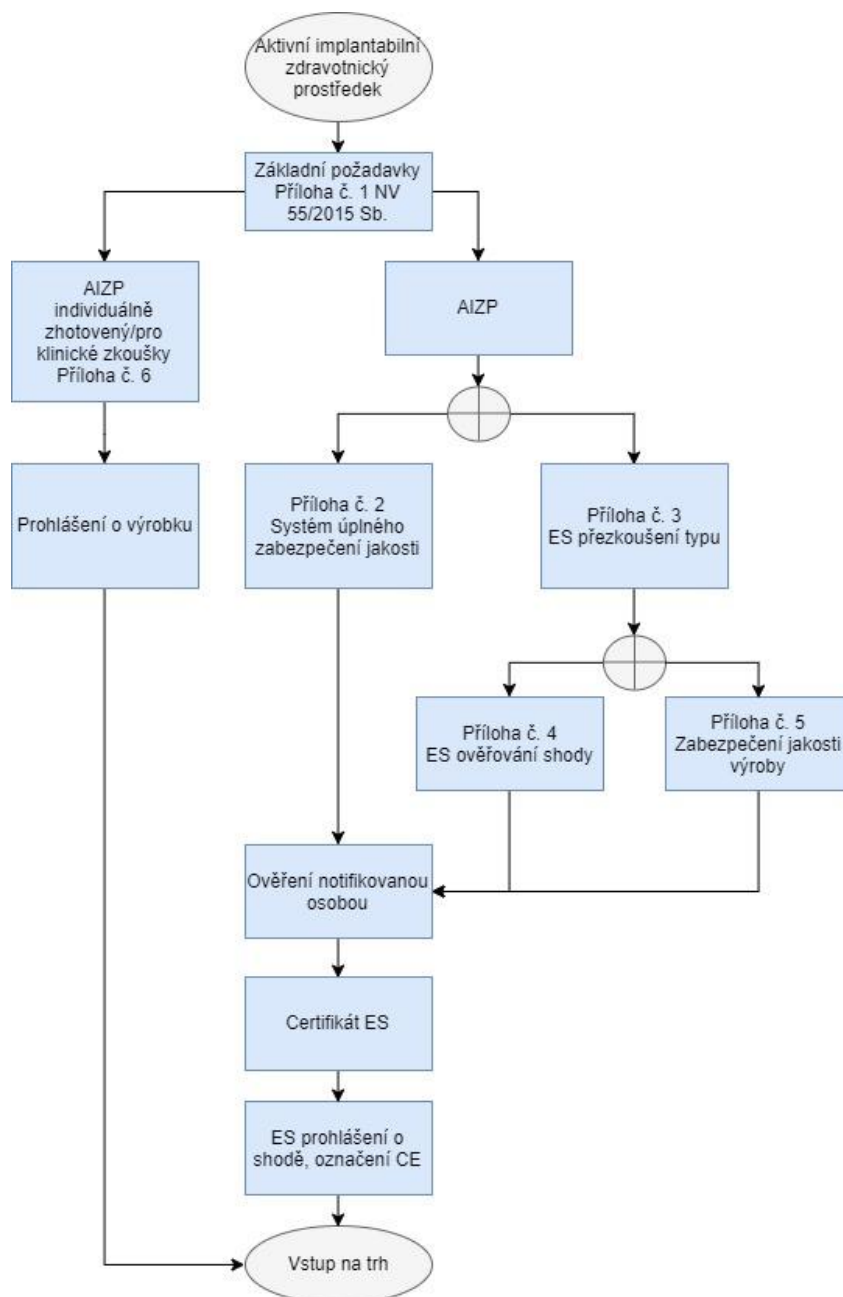 Aktivní implantabilní
zdravotnický
prostředek
Základní požadavky
Příloha č. 1 NV
55/2015 Sb.
AIZP
individuálně
zhotovený/pro
klinické zkoušky
Příloha č. 6
AIZP
Prohlášení o výrobku
Příloha č. 2
Systém úplného
zabezpečení jakosti
Příloha č. 3
ES přezkoušení typu
Příloha č. 4
ES ověřování shody
Příloha č. 5
Zabezpečení jakosti
výroby
Ověření notifikovanou
osobou
Certifikát ES
ES prohlášení o
shodě, označení CE
Vstup na trh